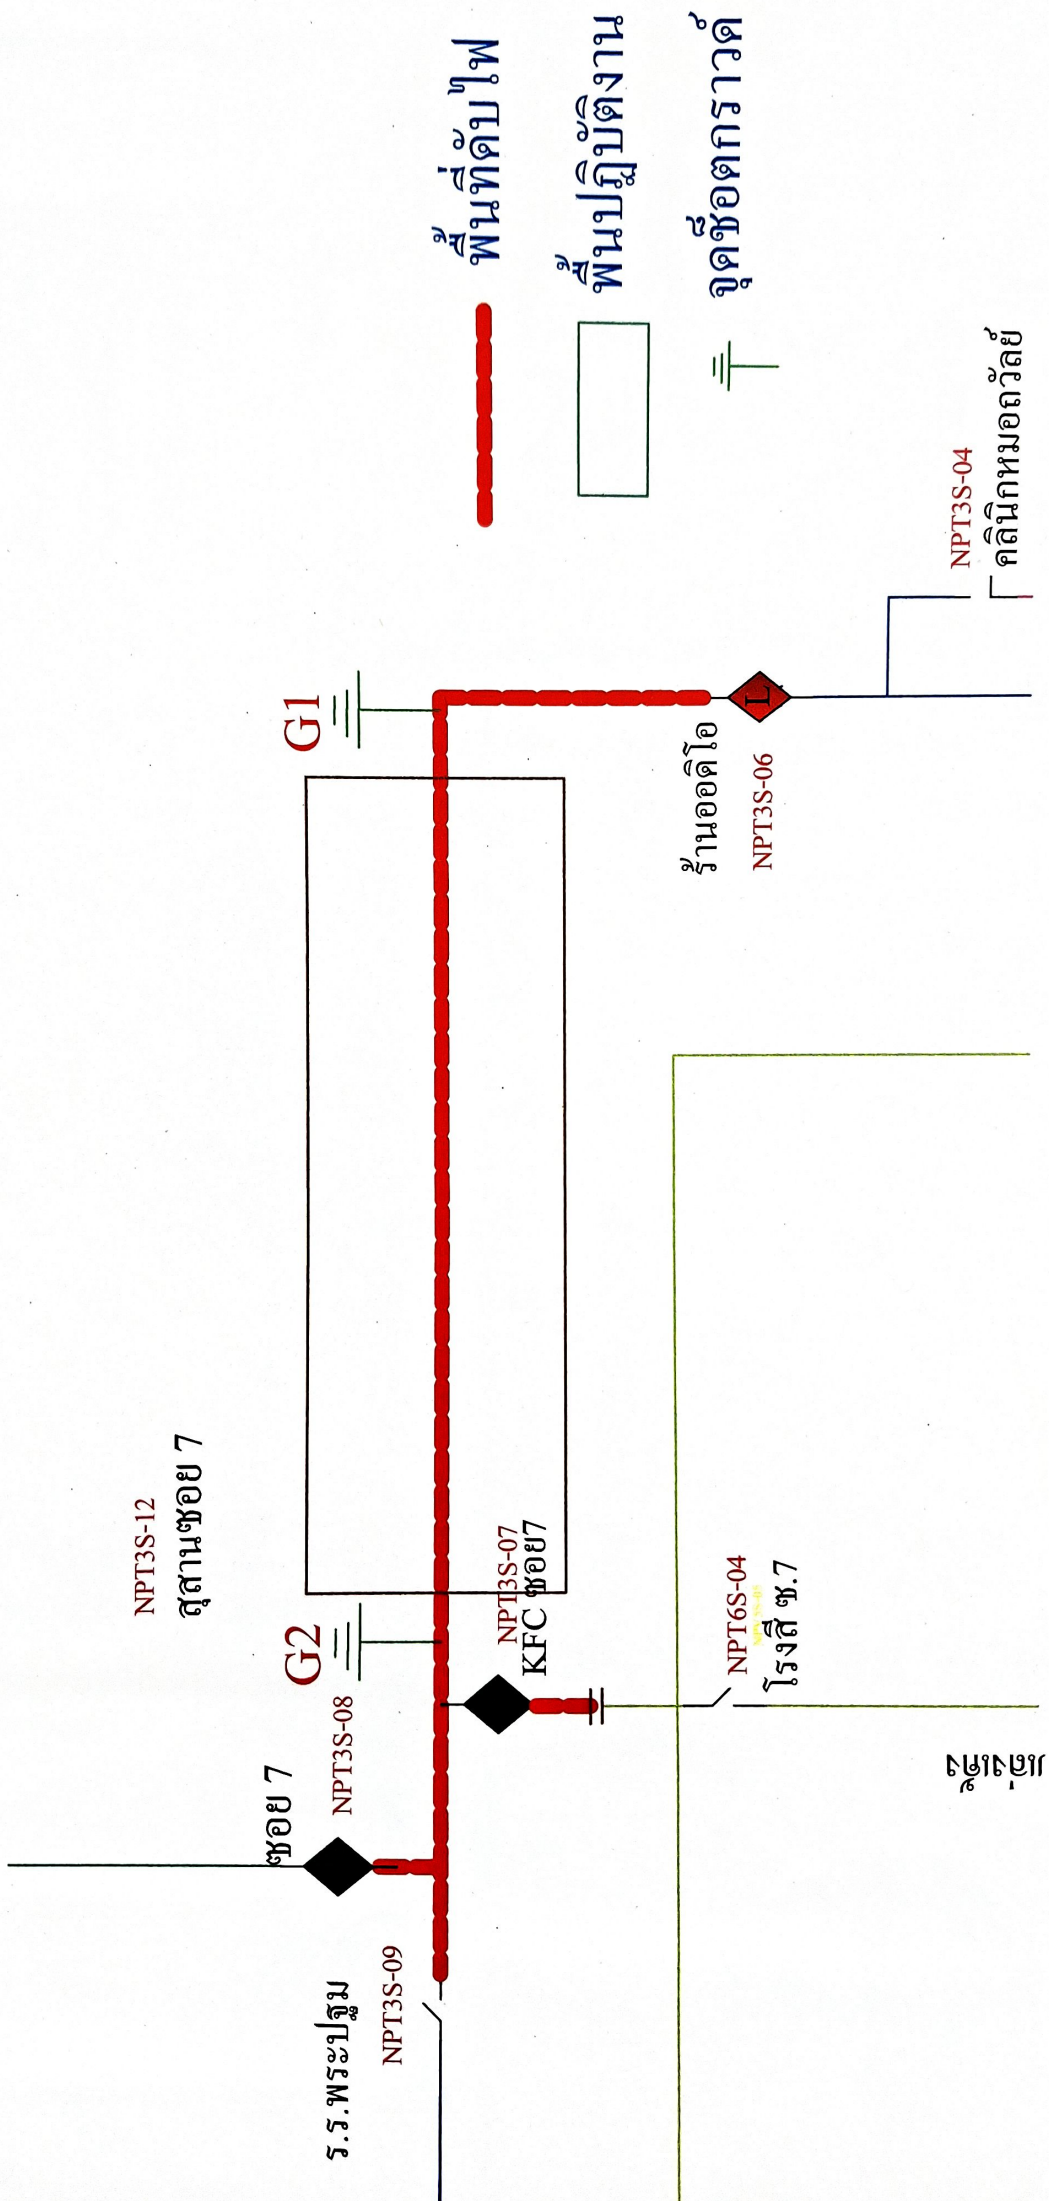 NPT3S-12
สุสานซอย 7
ซอย 7
NPT3S-08
G2
G1
พื้นที่ดับไฟ
พื้นปฏิบัติงาน
จุดช็อตกราวด์
ร.ร.พระปฐม
NPT3S-09
NPT3S-07
KFC ซอย7
ร้านออดิโอ
NPT3S-06
L
NPT6S-04
โรงสี ซ.7
NPT3S-04
คลินิกหมอถวัลย์